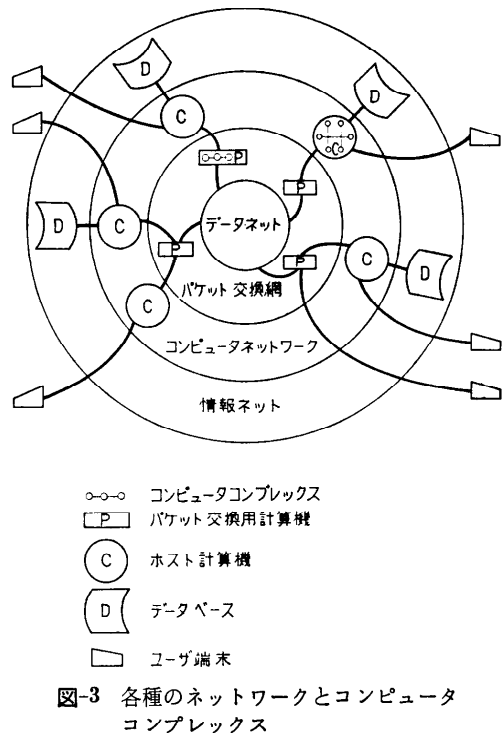 D
D
C
C
P
P
データネット
D
C
P
P
C
D
パケット交換網
C
コンピュータネットワーク
情報ネット
コンピュータコンプレックス
P パケット交換用計算機
C ホスト計算機
D データベース
ユーザ端末
図-3 各種のネットワークとコンピュータ
コンプレックス